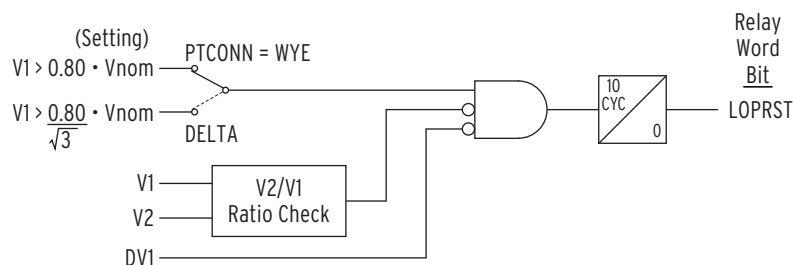 (Setting)
PTCONN = WYE
V1 > 0.80 • Vnom
V1 > 0.80 • Vnom
√3
DELTA
V1
V2
V2/V1
Ratio Check
DV1
10
CYC
0
Relay
Word
Bit
LOPRST